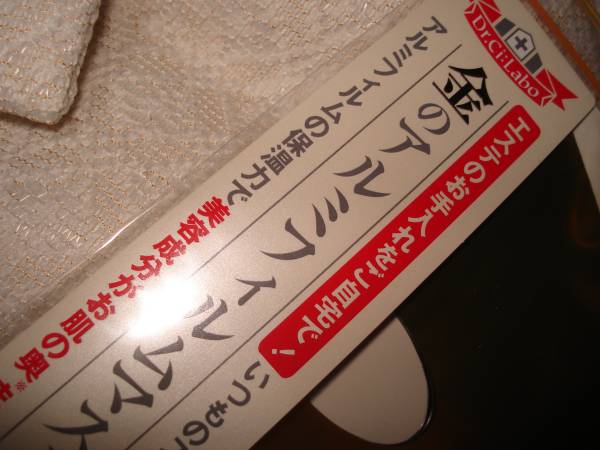 Dr.Ci:Labo
エステのお手入れをご自宅で!
金のアルミフィルムマス
アルミフィルムの保温力で
美容成分がお肌の奥※
いつもの